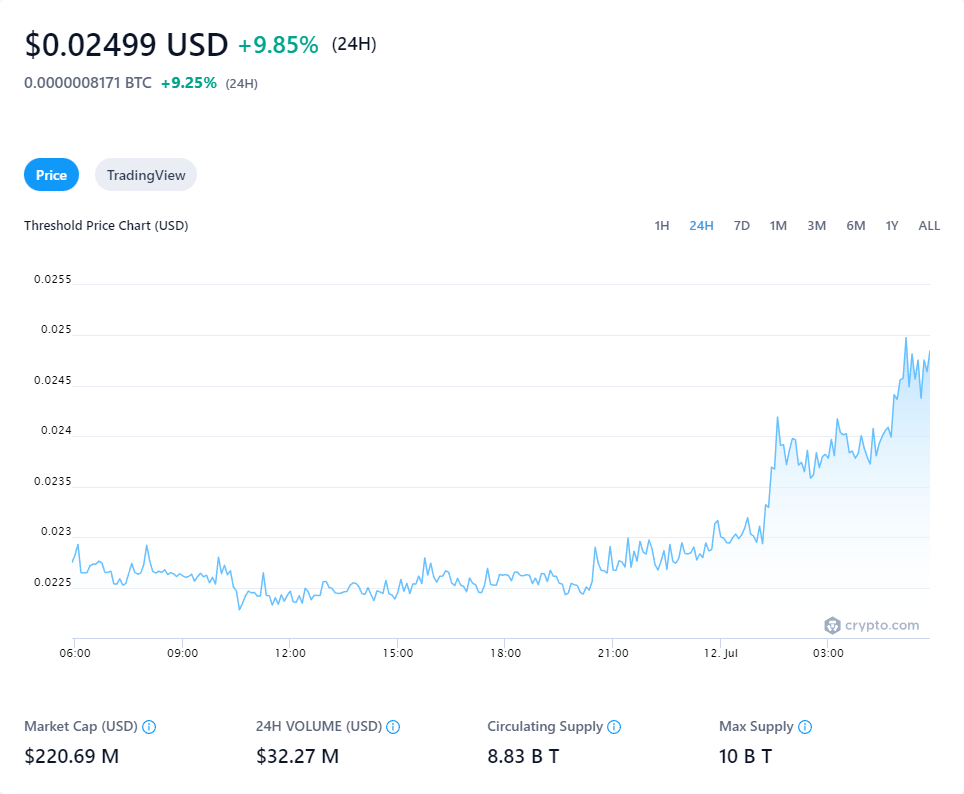 $0.02499 USD +9.85% (24H)
0.0000008171 BTC +9.25% (24H)
Price TradingView
Threshold Price Chart (USD) 1H 24H 7D 1M 3M 6M 1Y ALL
0.0255
0.025
0.0245
0.024
0.0235
0.023
0.0225
crypto.com
06:00 09:00 12:00 15:00 18:00 21:00 12. Jul 03:00
Market Cap (USD) 24H VOLUME (USD) Circulating Supply Max Supply
$220.69 M $32.27 M 8.83 B T 10 B T